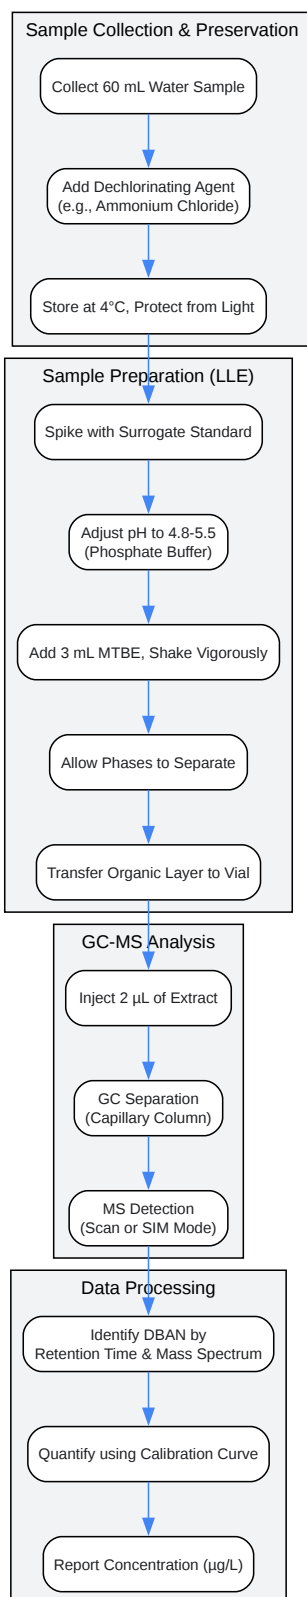 Sample Collection & Preservation
Collect 60 mL Water Sample
Add Dechlorinating Agent
(e.g., Ammonium Chloride)
Store at 4°C, Protect from Light
Sample Preparation (LLE)
Spike with Surrogate Standard
Adjust pH to 4.8-5.5
(Phosphate Buffer)
Add 3 mL MTBE, Shake Vigorously
Allow Phases to Separate
Transfer Organic Layer to Vial
GC-MS Analysis
Inject 2 µL of Extract
GC Separation
(Capillary Column)
MS Detection
(Scan or SIM Mode)
Data Processing
Identify DBAN by
Retention Time & Mass Spectrum
Quantify using Calibration Curve
Report Concentration (µg/L)